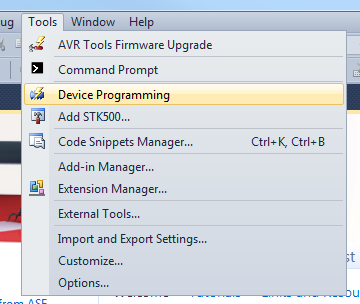 ug Tools Window Help
AVR Tools Firmware Upgrade
Command Prompt
Device Programming
Add STK500...
Code Snippets Manager... Ctrl+K, Ctrl+B
Add-in Manager...
Extension Manager...
External Tools...
Import and Export Settings...
Customize...
st
Options...
from ASF